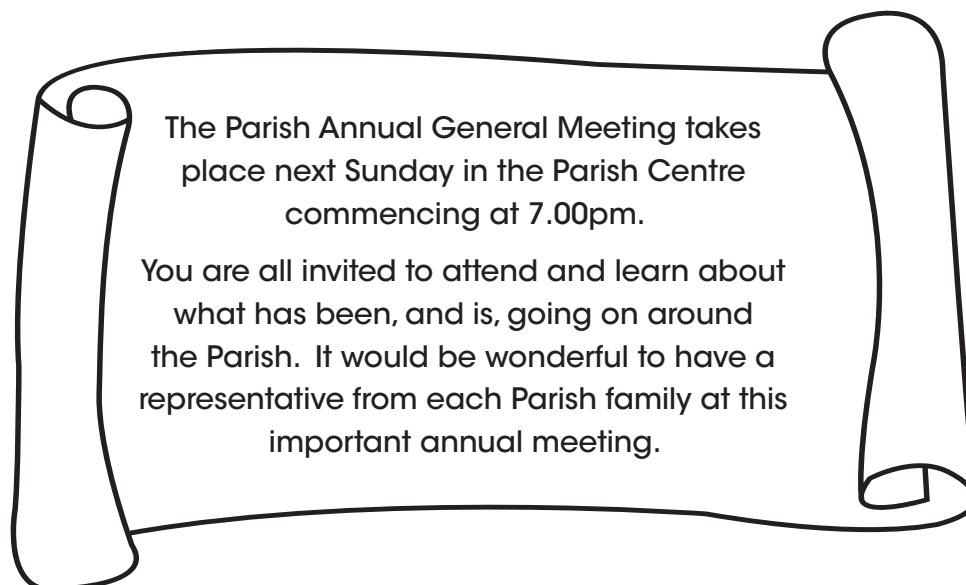 The Parish Annual General Meeting takes
place next Sunday in the Parish Centre
commencing at 7.00pm.
You are all invited to attend and learn about
what has been, and is, going on around
the Parish. It would be wonderful to have a
representative from each Parish family at this
important annual meeting.